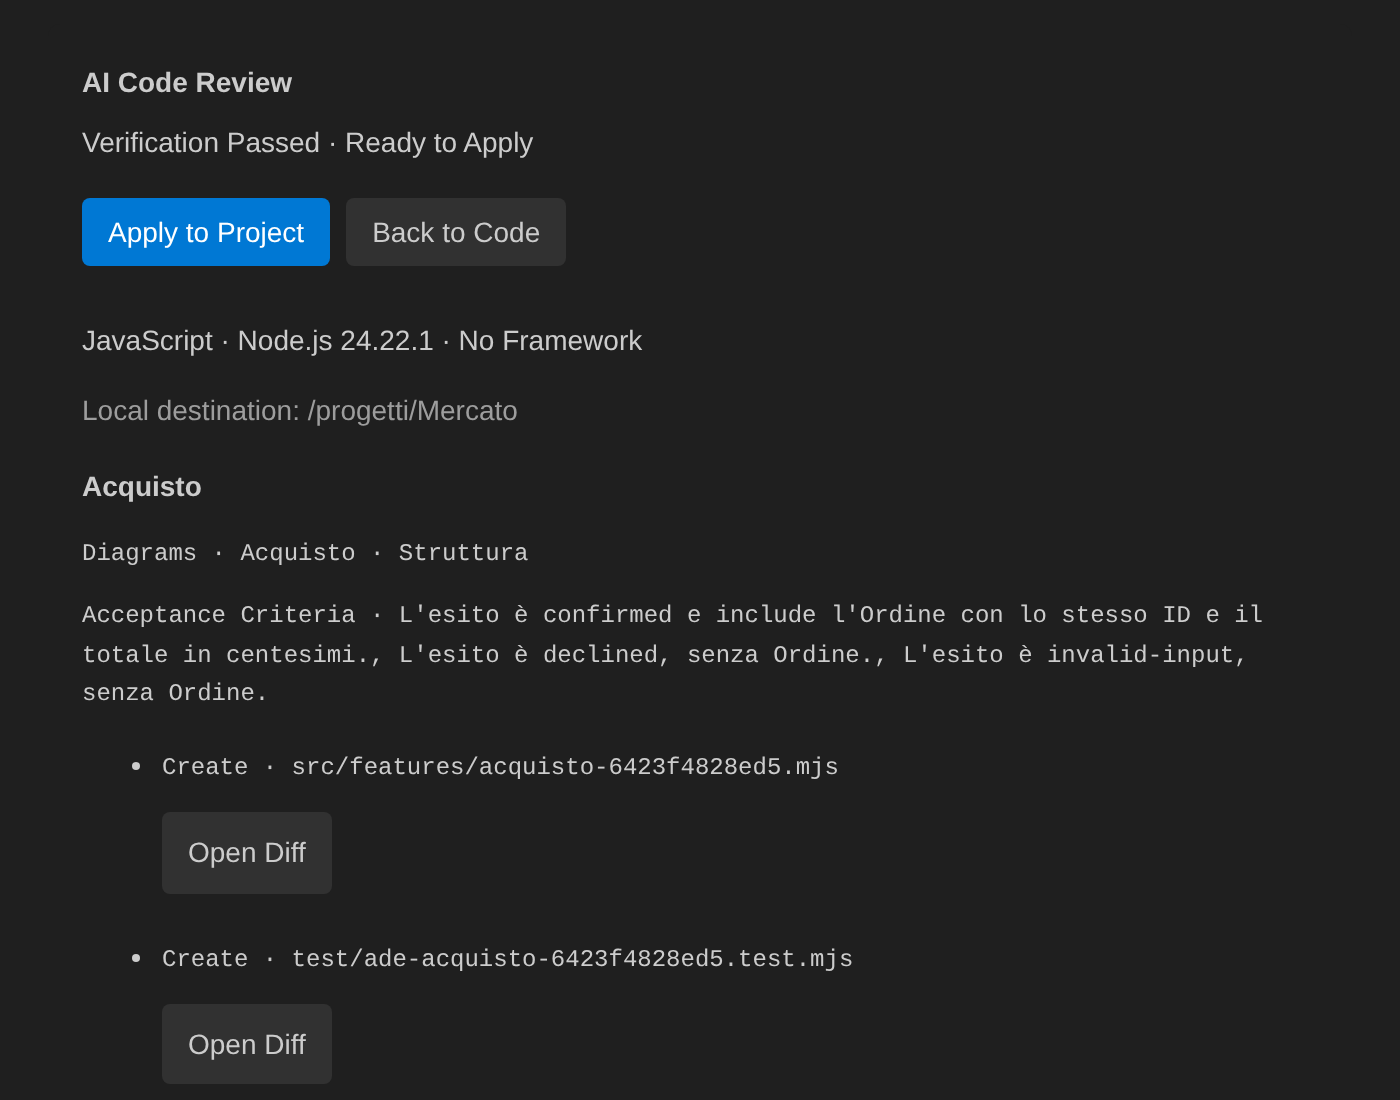 AI Code Review
Verification Passed · Ready to Apply
Apply to Project
Back to Code
JavaScript · Node.js 24.22.1 · No Framework
Local destination: /progetti/Mercato
Acquisto
Diagrams · Acquisto · Struttura
Acceptance Criteria · L'esito è confirmed e include l'Ordine con lo stesso ID e il
totale in centesimi., L'esito è declined, senza Ordine., L'esito è invalid-input,
senza Ordine.
Create · src/features/acquisto-6423f4828ed5.mjs
Open Diff
Create · test/ade-acquisto-6423f4828ed5.test.mjs
Open Diff